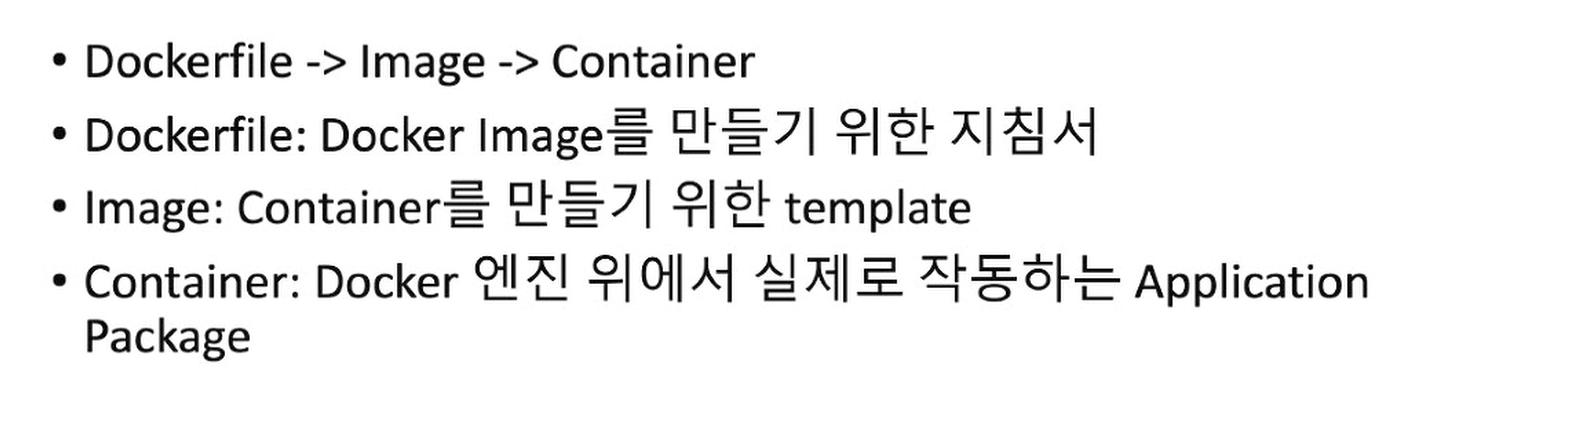 • Dockerfile -> Image -> Container
• Dockerfile: Docker Image를 만들기 위한 지침서
• Image: Container를 만들기 위한 template
• Container: Docker 엔진 위에서 실제로 작동하는 Application
Package